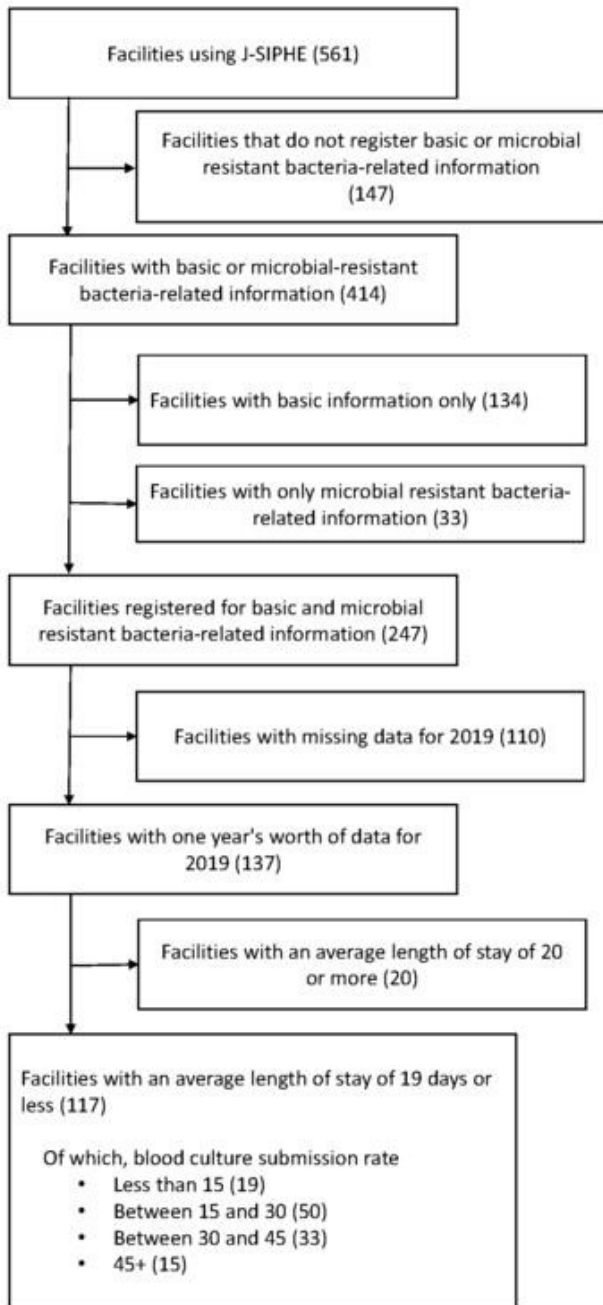 Facilities using J-SIPHE (561)
Facilities that do not register basic or microbial
resistant bacteria-related information
(147)
Facilities with basic or microbial-resistant
bacteria-related information (414)
Facilities with basic information only (134)
Facilities with only microbial resistant bacteria-
related information (33)
Facilities registered for basic and microbial
resistant bacteria-related information (247)
Facilities with missing data for 2019 (110)
Facilities with one year's worth of data for
2019 (137)
Facilities with an average length of stay of 20
or more (20)
Facilities with an average length of stay of 19 days or
less (117)
Of which, blood culture submission rate
• Less than 15 (19)
• Between 15 and 30 (50)
• Between 30 and 45 (33)
• 45+ (15)